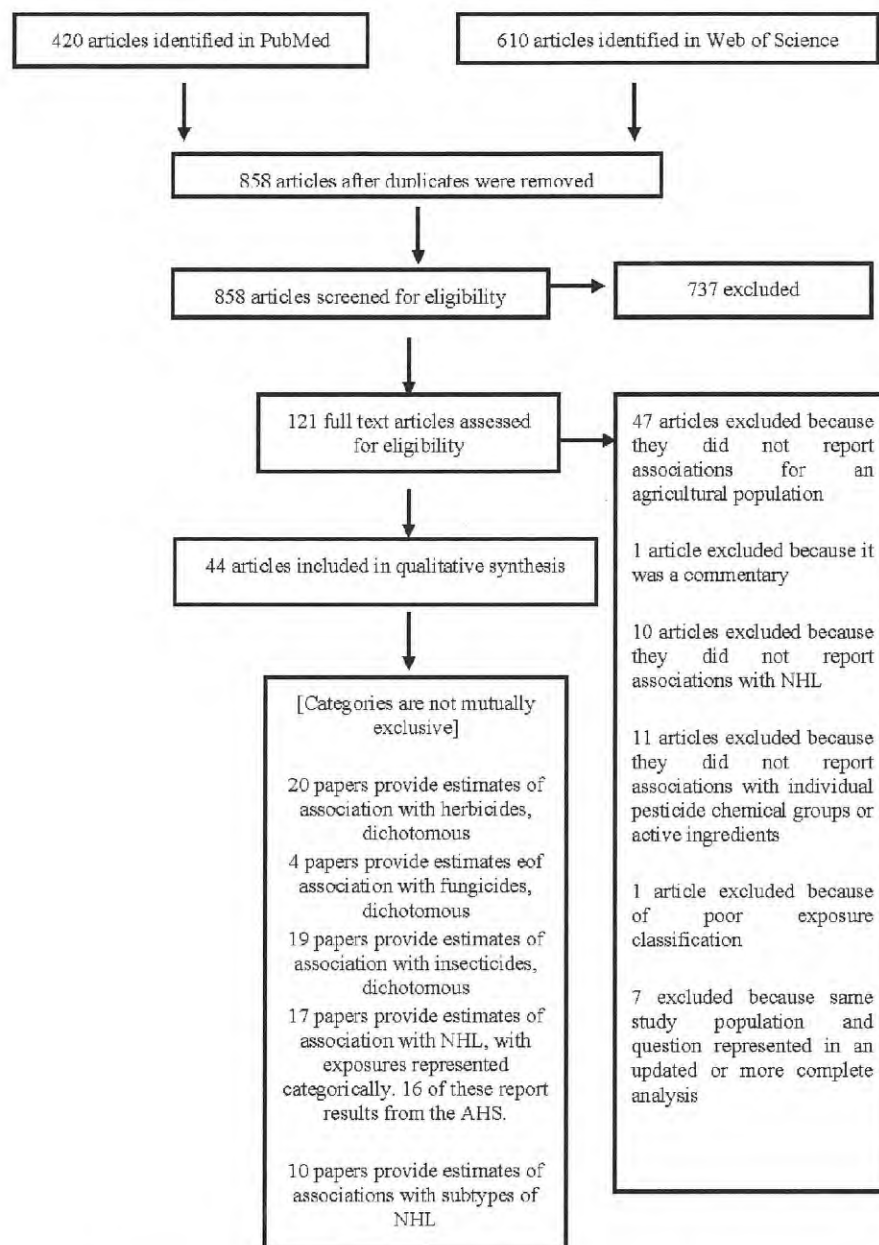 420 articles identified in PubMed
610 articles identified in Web of Science
858 articles after duplicates were removed
858 articles screened for eligibility
737 excluded
121 full text articles assessed
for eligibility
44 articles included in qualitative synthesis
[Categories are not mutually
exclusive]
20 papers provide estimates of
association with herbicides,
dichotomous
4 papers provide estimates eof
association with fungicides,
dichotomous
19 papers provide estimates of
association with insecticides,
dichotomous
17 papers provide estimates of
association with NHL, with
exposures represented
categorically. 16 of these report
results from the AHS.
10 papers provide estimates of
associations with subtypes of
NHL
47 articles excluded because
they did not report
associations for an
agricultural population
1 article excluded because it
was a commentary
10 articles excluded because
they did not report
associations with NHL
11 articles excluded because
they did not report
associations with individual
pesticide chemical groups or
active ingredients
1 article excluded because
of poor exposure
classification
7 excluded because same
study population and
question represented in an
updated or more complete
analysis